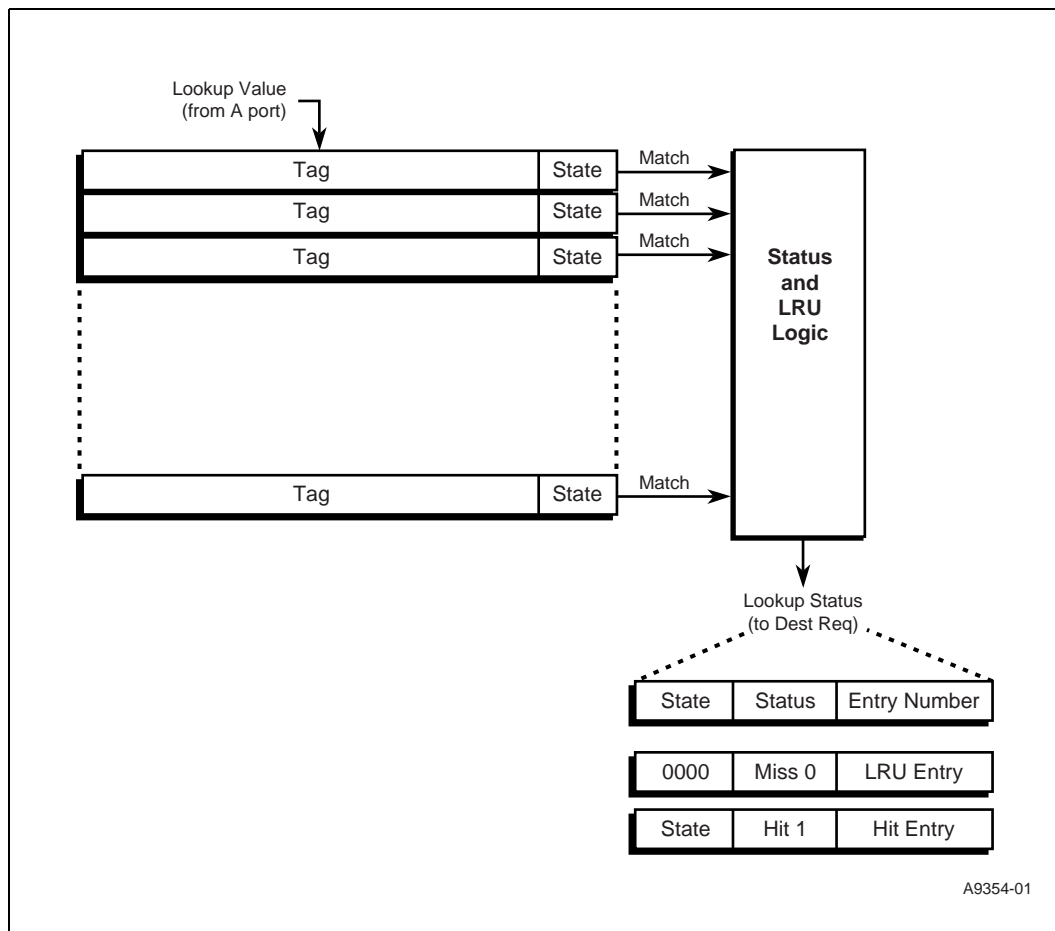 Lookup Value
(from A port)
Tag State Match
Tag State Match
Tag State Match
Status
and
LRU
Logic
Tag State Match
Lookup Status
(to Dest Req)
State Status Entry Number
0000 Miss 0 LRU Entry
State Hit 1 Hit Entry
A9354-01